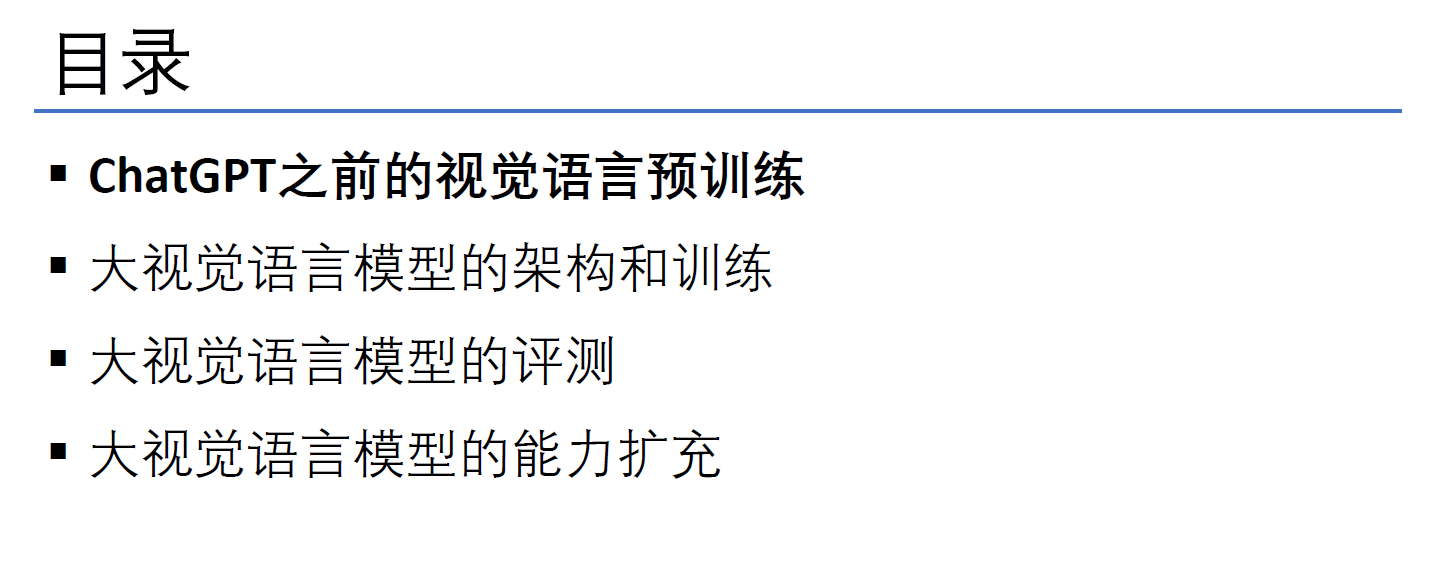 目录
▪ ChatGPT之前的视觉语言预训练
▪ 大视觉语言模型的架构和训练
▪ 大视觉语言模型的评测
▪ 大视觉语言模型的能力扩充